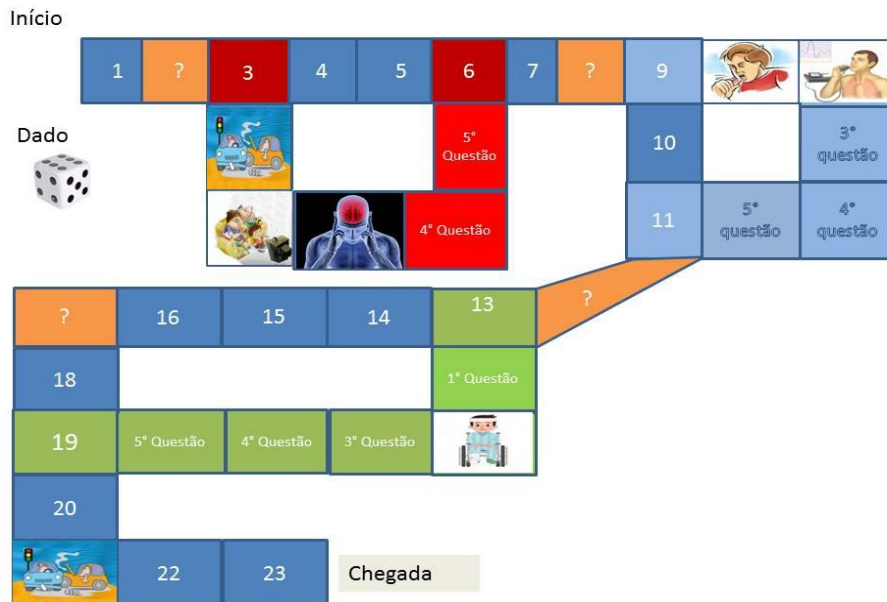 Início
1
?
3
4
5
6
7
?
9
Dado
5° Questão
10
3° questão
4° Questão
11
5° questão
4° questão
?
16
15
14
13
?
18
1° Questão
19
5° Questão
4° Questão
3° Questão
20
22
23
Chegada